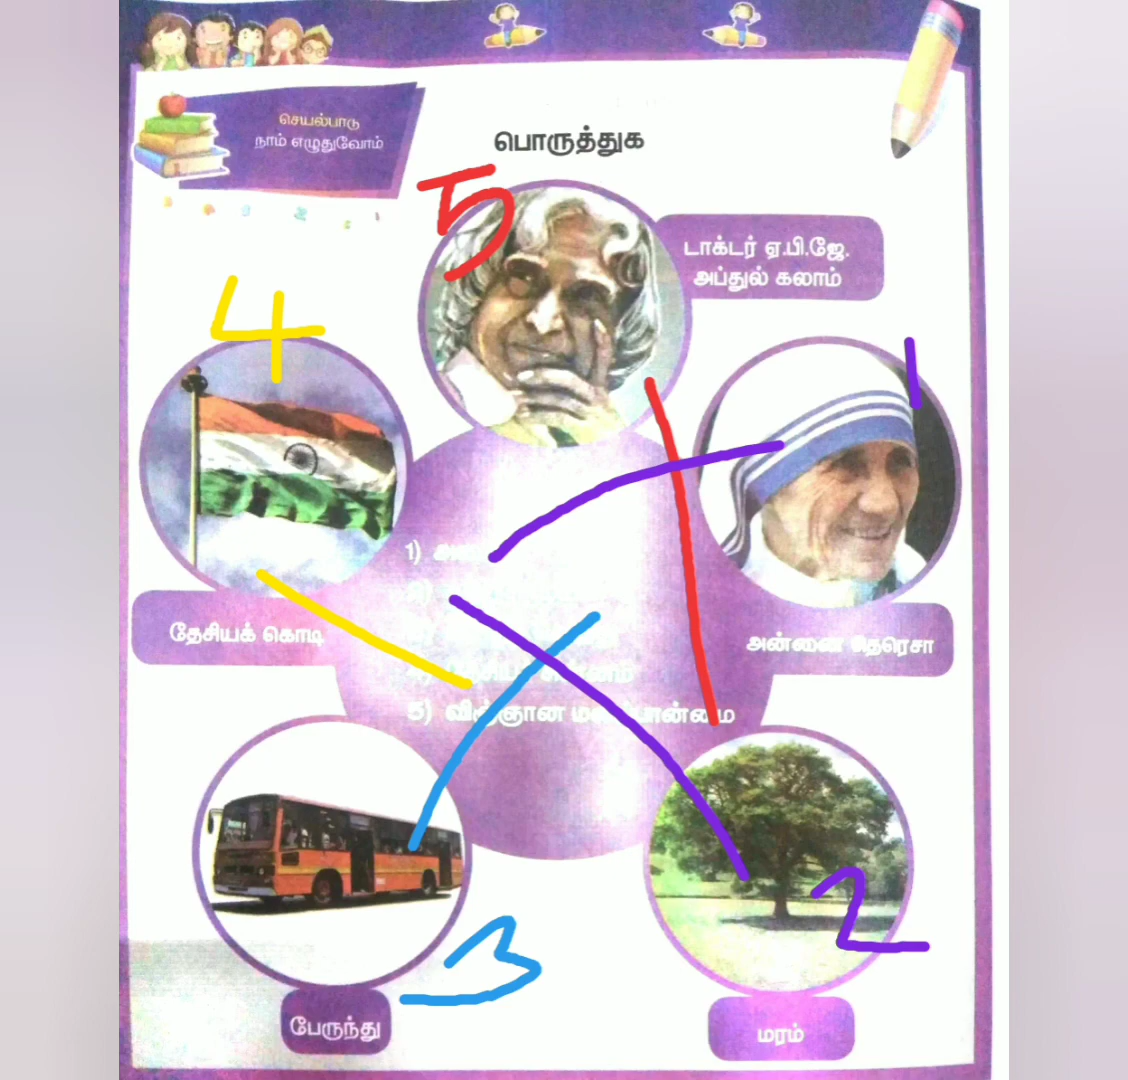 செயல்பாடு
நாம் எழுதுவோம்
பொருத்துக
5
டாக்டர் ஏ.பி.ஜே.
அப்துல் கலாம்
4
1
1)
தேசியக் கொடி
அன்னை தெரெசா
5) விஞ்ஞான
2
3
பேருந்து
மரம்